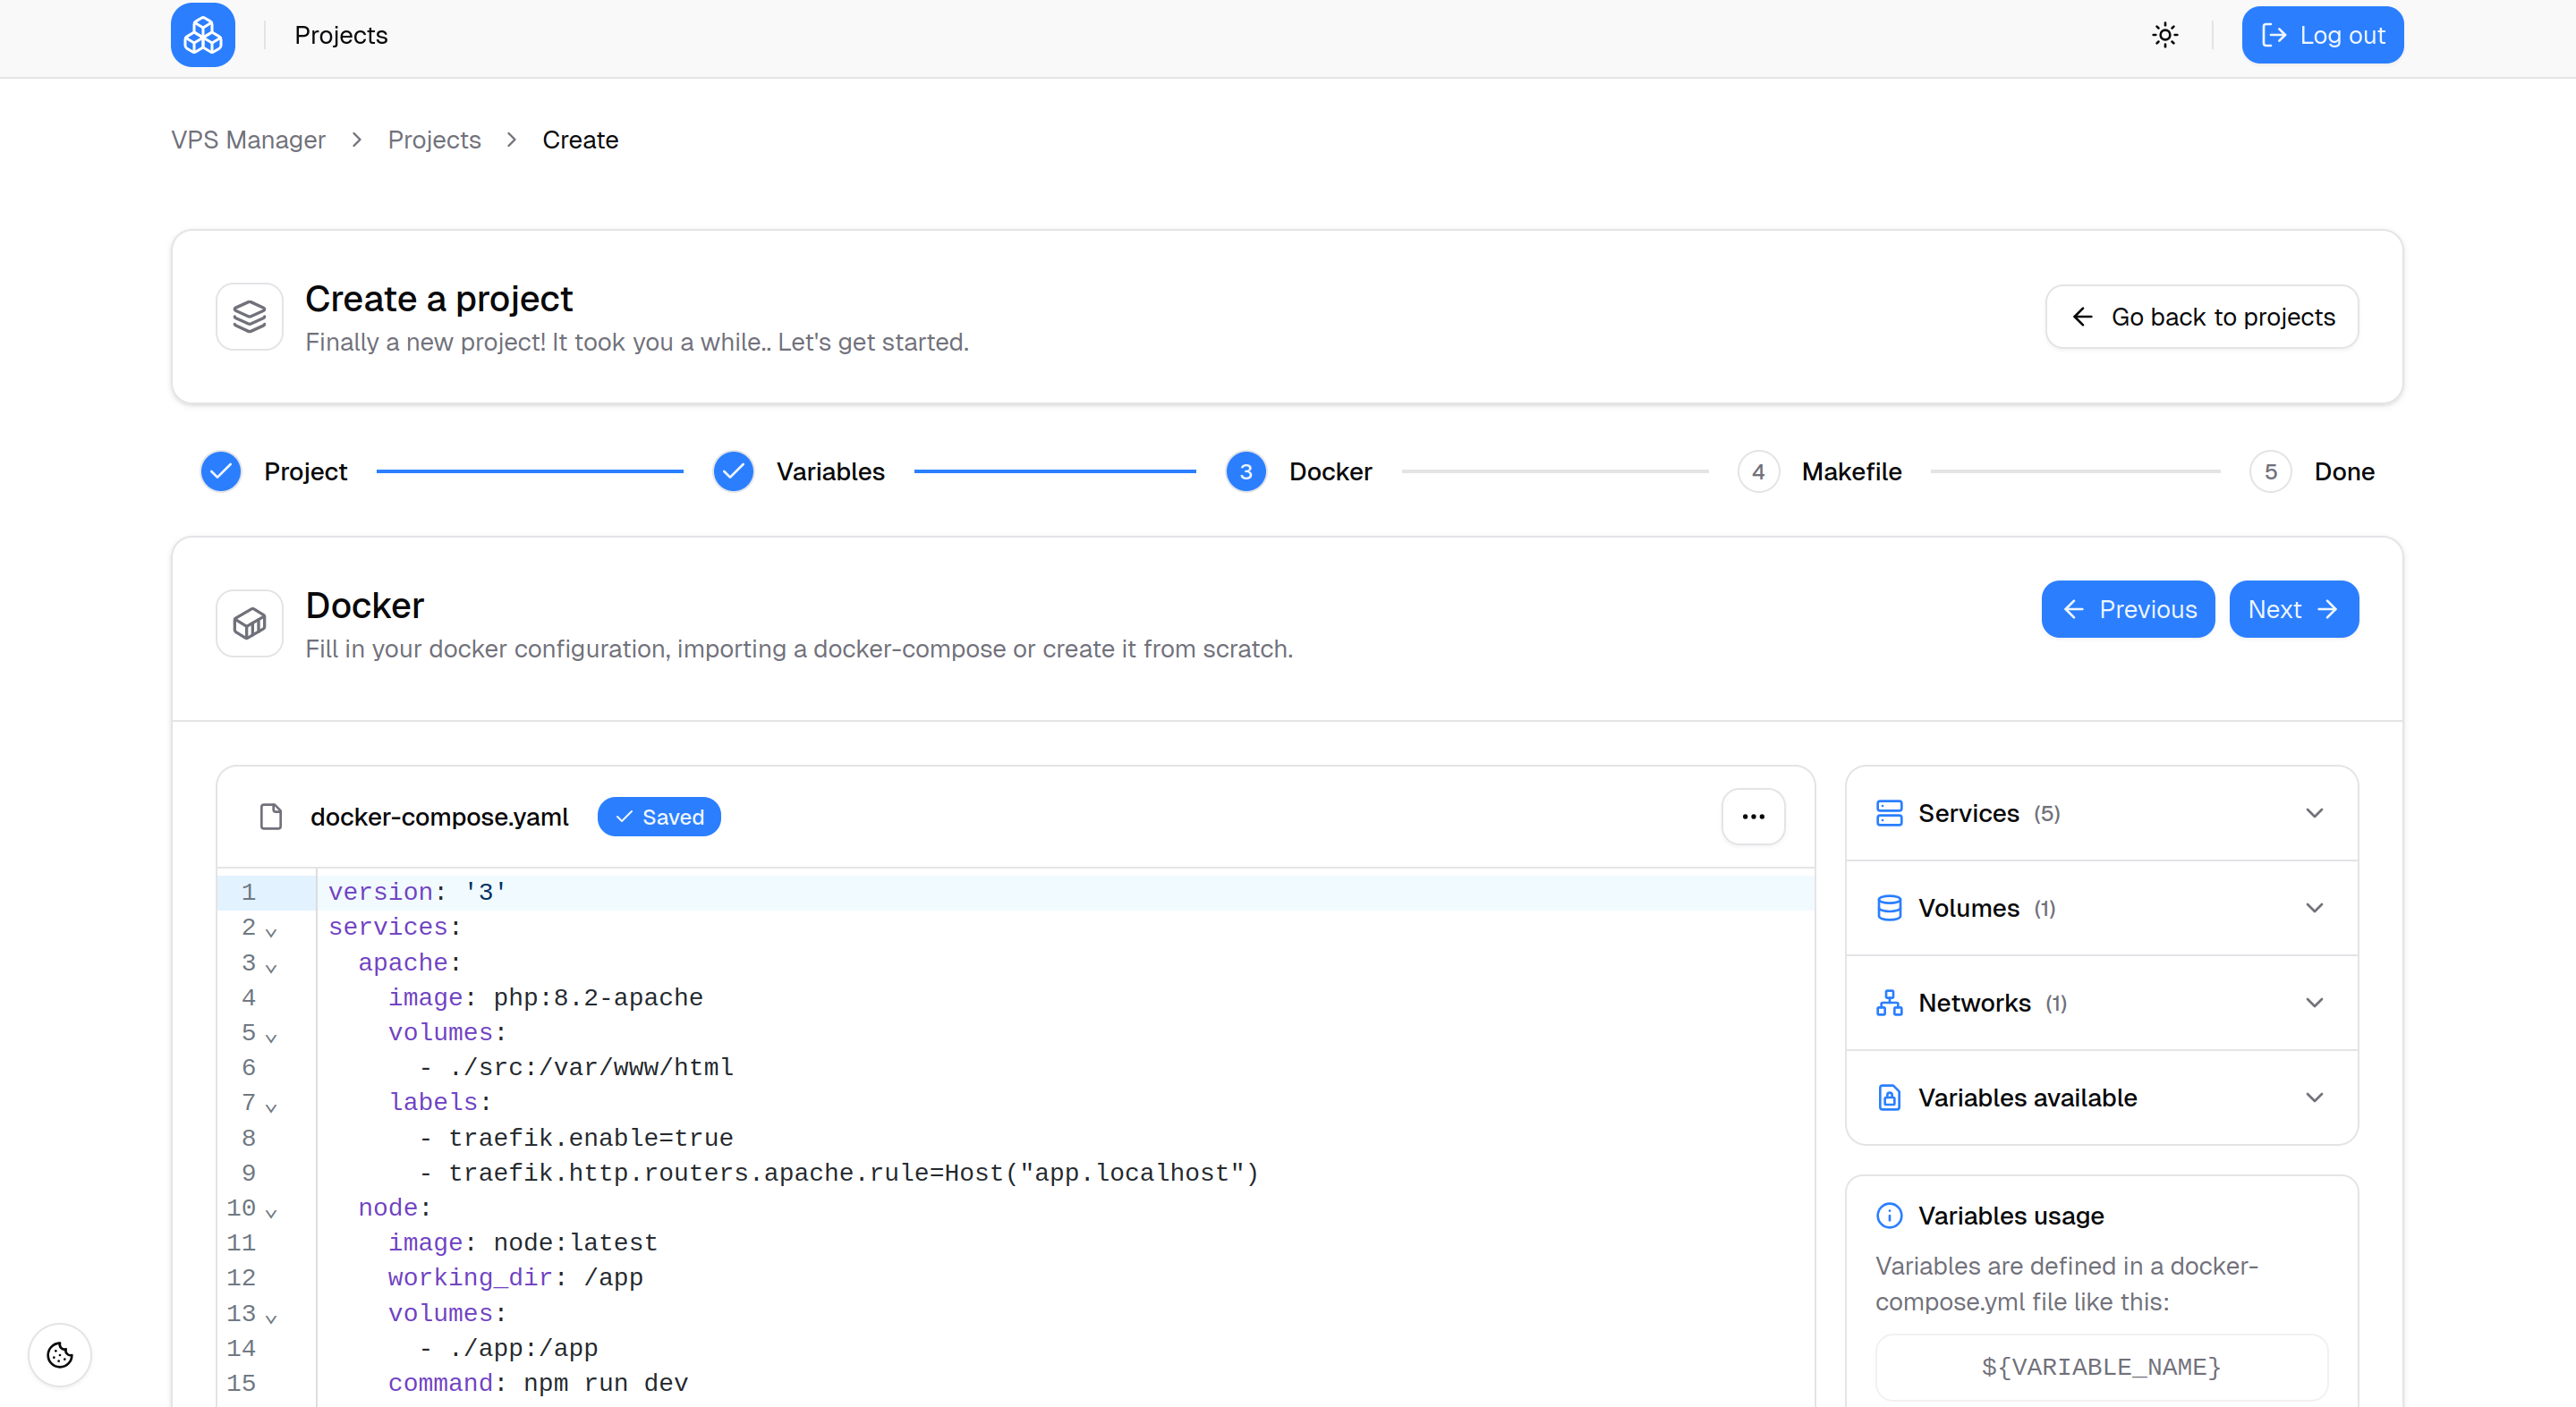 Projects
Log out
VPS Manager > Projects > Create
Create a project
Finally a new project! It took you a while.. Let's get started.
Go back to projects
Project
Variables
3 Docker
4 Makefile
5 Done
Docker
Fill in your docker configuration, importing a docker-compose or create it from scratch.
Previous
Next
docker-compose.yaml
Saved
1 version: '3'
2 services:
3   apache:
4     image: php:8.2-apache
5     volumes:
6       - ./src:/var/www/html
7     labels:
8       - traefik.enable=true
9       - traefik.http.routers.apache.rule=Host("app.localhost")
10   node:
11     image: node:latest
12     working_dir: /app
13     volumes:
14       - ./app:/app
15     command: npm run dev
Services (5)
Volumes (1)
Networks (1)
Variables available
Variables usage
Variables are defined in a docker-
compose.yml file like this:
${VARIABLE_NAME}